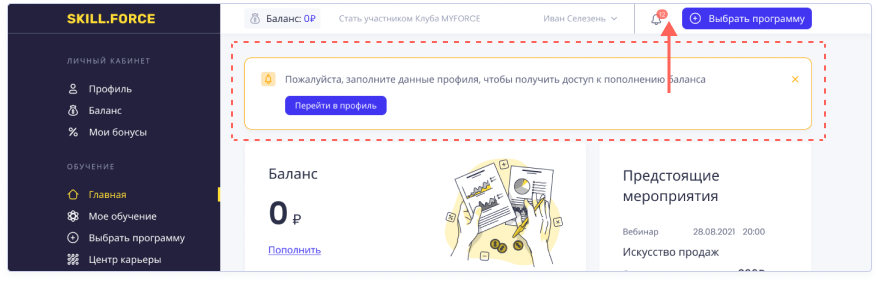 SKILL.FORCE
Баланс: 0₽
Стать участником Клуба MYFORCE
Иван Селезень
Выбрать программу
ЛИЧНЫЙ КАБИНЕТ
Профиль
Баланс
Мои бонусы
ОБУЧЕНИЕ
Главная
Мое обучение
Выбрать программу
Центр карьеры
Пожалуйста, заполните данные профиля, чтобы получить доступ к пополнению баланса
Перейти в профиль
Баланс
0 ₽
Пополнить
Предстоящие
мероприятия
Вебинар 28.08.2021 20:00
Искусство продаж